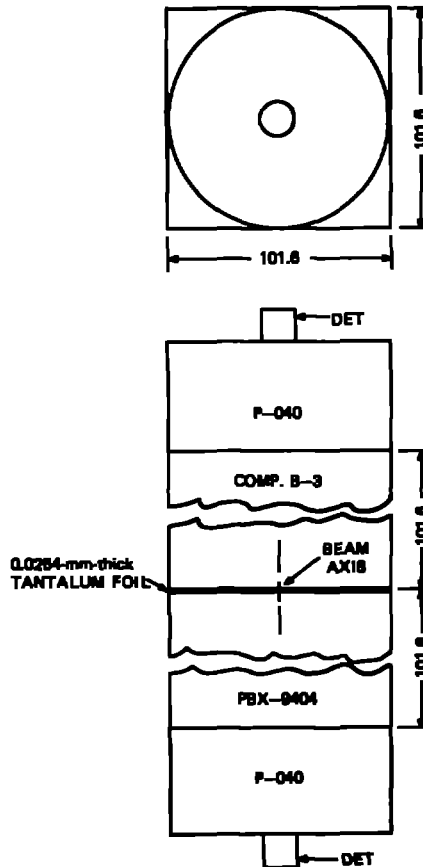 101.6
101.6
DET
P-040
COMP. B-3
101.6
BEAM
AXIS
0.0254-mm-thick
TANTALUM FOIL
101.6
PBX-9404
P-040
DET